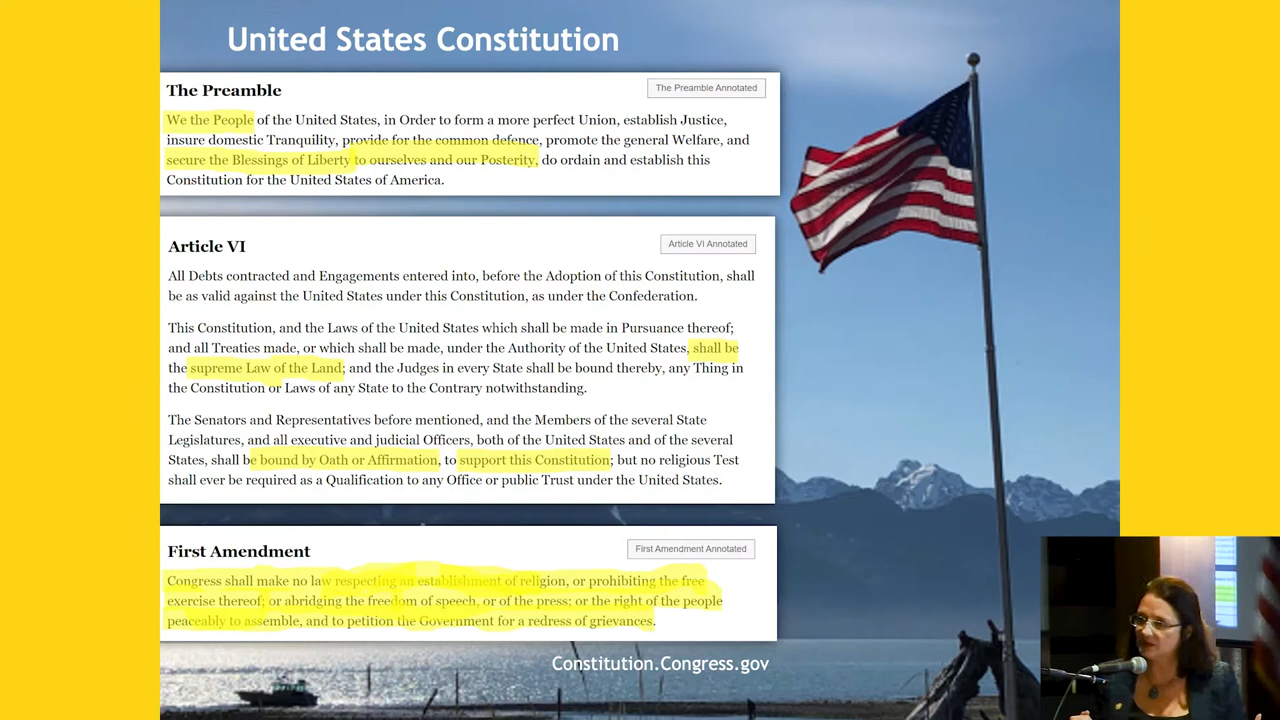 United States Constitution
The Preamble
The Preamble Annotated
We the People of the United States, in Order to form a more perfect Union, establish Justice,
insure domestic Tranquility, provide for the common defence, promote the general Welfare, and
secure the Blessings of Liberty to ourselves and our Posterity, do ordain and establish this
Constitution for the United States of America.
Article VI
Article VI Annotated
All Debts contracted and Engagements entered into, before the Adoption of this Constitution, shall
be as valid against the United States under this Constitution, as under the Confederation.
This Constitution, and the Laws of the United States which shall be made in Pursuance thereof;
and all Treaties made, or which shall be made, under the Authority of the United States, shall be
the supreme Law of the Land; and the Judges in every State shall be bound thereby, any Thing in
the Constitution or Laws of any State to the Contrary notwithstanding.
The Senators and Representatives before mentioned, and the Members of the several State
Legislatures, and all executive and judicial Officers, both of the United States and of the several
States, shall be bound by Oath or Affirmation, to support this Constitution; but no religious Test
shall ever be required as a Qualification to any Office or public Trust under the United States.
First Amendment
First Amendment Annotated
Congress shall make no law respecting an establishment of religion, or prohibiting the free
exercise thereof; or abridging the freedom of speech, or of the press; or the right of the people
peaceably to assemble, and to petition the Government for a redress of grievances.
Constitution.Congress.gov